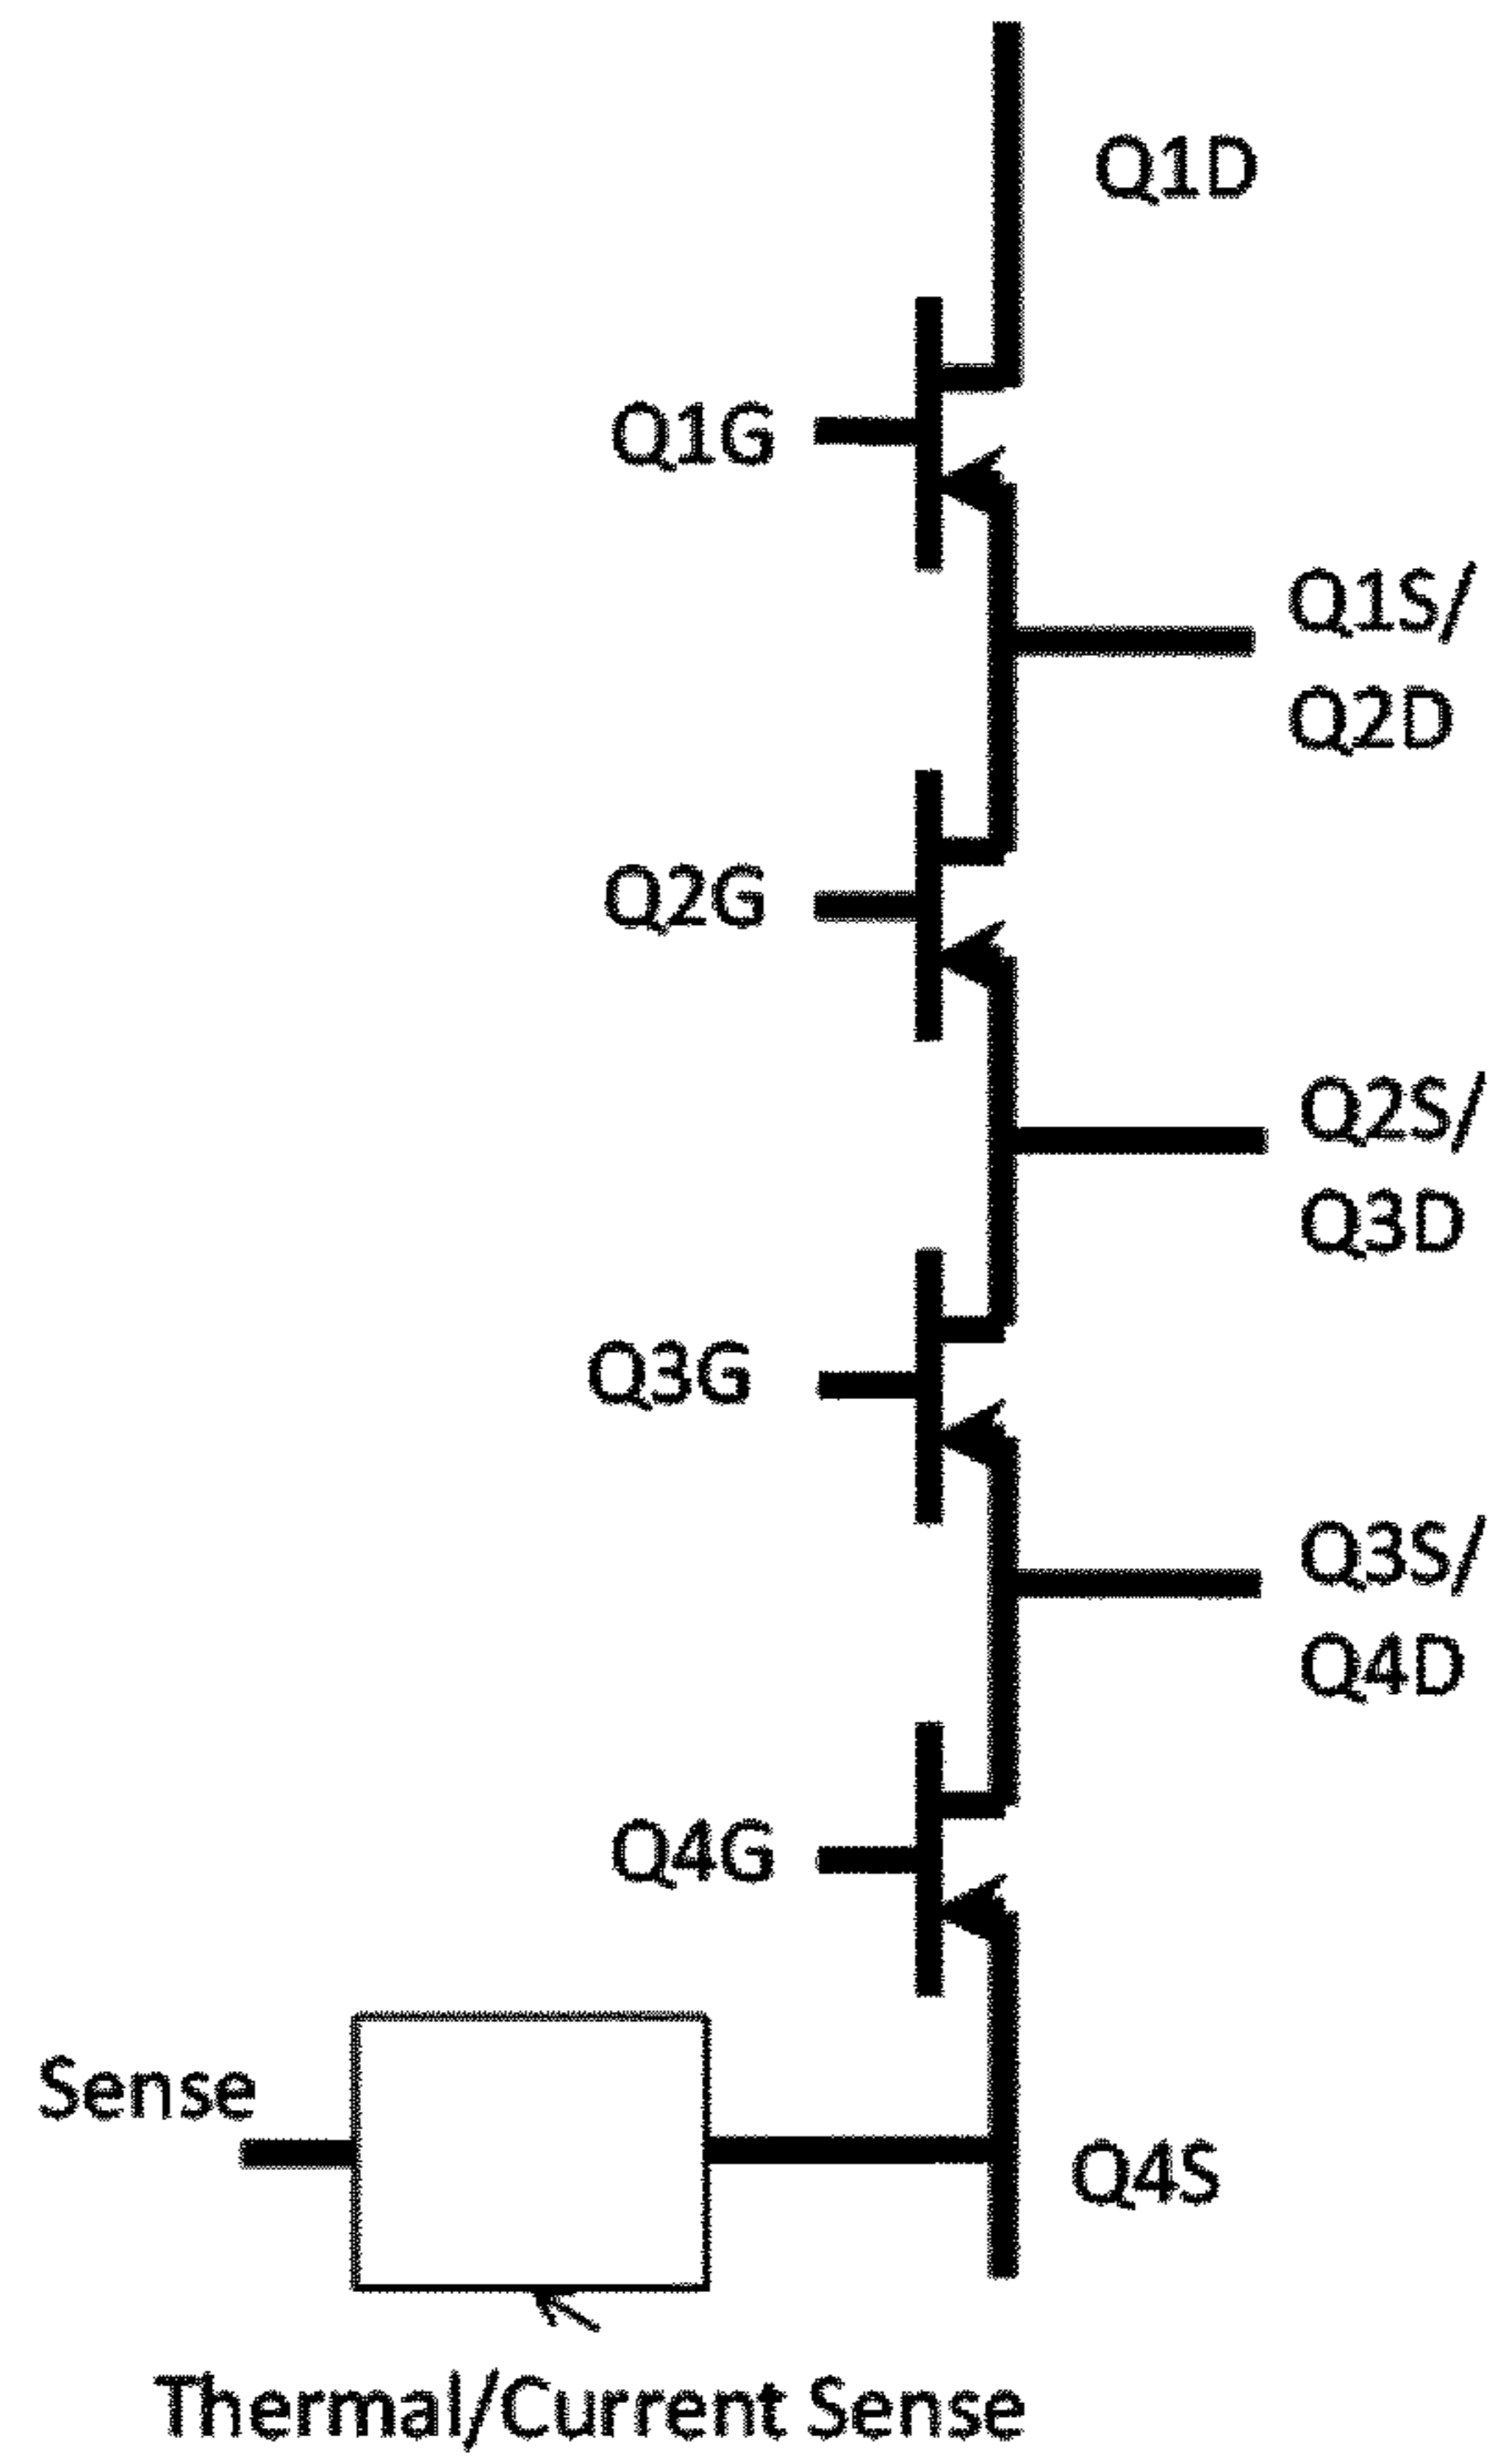 Q1D
Q1G
Q1S/
Q2D
Q2G
Q2S/
Q3D
Q3G
Q3S/
Q4D
Q4G
Sense
Q4S
Thermal/Current Sense